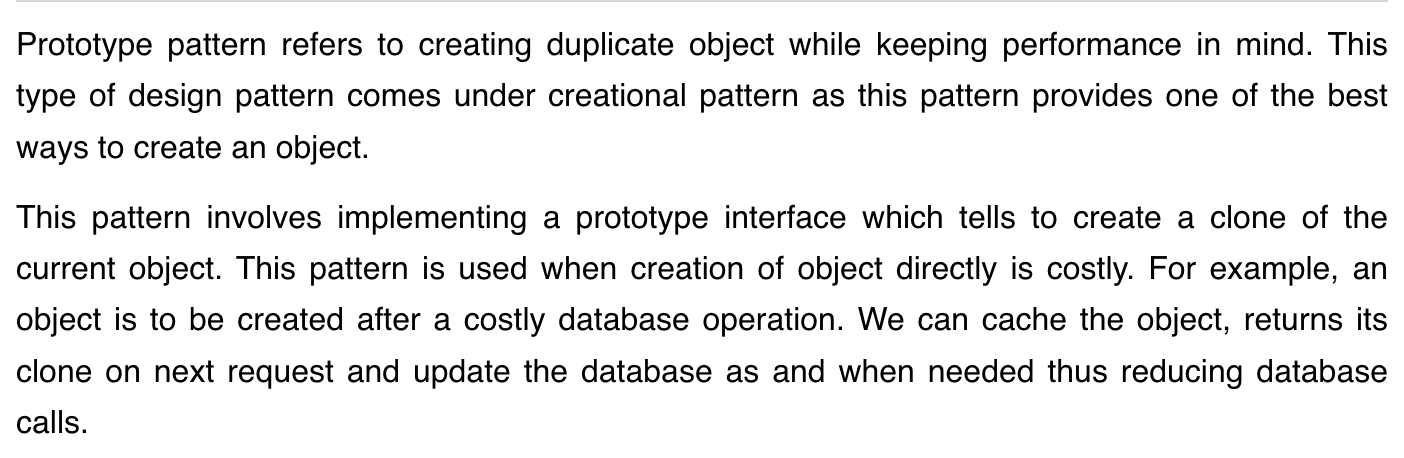 Prototype pattern refers to creating duplicate object while keeping performance in mind. This
type of design pattern comes under creational pattern as this pattern provides one of the best
ways to create an object.
This pattern involves implementing a prototype interface which tells to create a clone of the
current object. This pattern is used when creation of object directly is costly. For example, an
object is to be created after a costly database operation. We can cache the object, returns its
clone on next request and update the database as and when needed thus reducing database
calls.